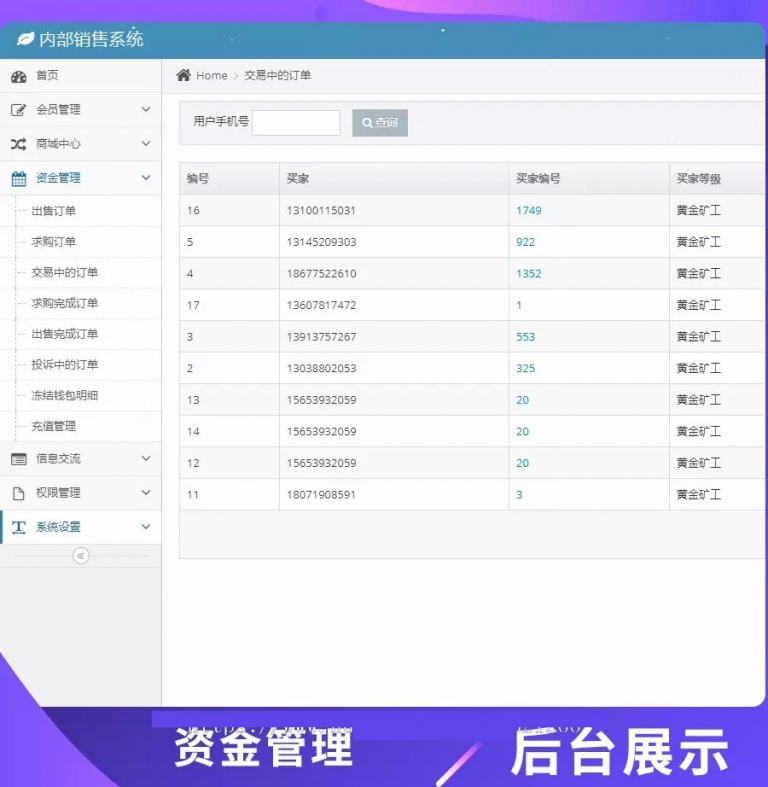 内部销售系统
首页
会员管理
商城中心
资金管理
出售订单
求购订单
交易中的订单
求购完成订单
出售完成订单
投诉中的订单
冻结钱包明细
充值管理
信息交流
权限管理
系统设置
Home 交易中的订单
用户手机号 查询
编号 买家 买家编号 买家等级
16 13100115031 1749 黄金矿工
5 13145209303 922 黄金矿工
4 18677522610 1352 黄金矿工
17 13607817472 1 黄金矿工
3 13913757267 553 黄金矿工
2 13038802053 325 黄金矿工
13 15653932059 20 黄金矿工
14 15653932059 20 黄金矿工
12 15653932059 20 黄金矿工
11 18071908591 3 黄金矿工
资金管理 / 后台展示